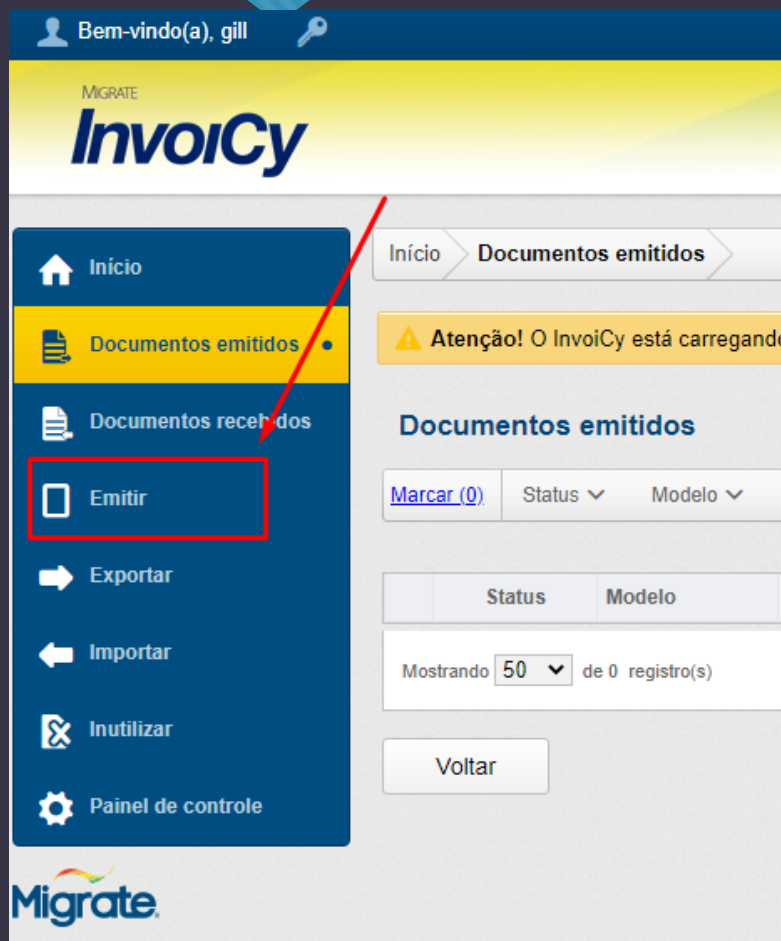 Bem-vindo(a), gill
MIGRATE
InvoiCy
Início
Documentos emitidos
Documentos recebidos
Emitir
Exportar
Importar
Inutilizar
Painel de controle
Migrate.
Início Documentos emitidos
Atenção! O InvoiCy está carregando
Documentos emitidos
Marcar (0) Status Modelo
Status Modelo
Mostrando 50 de 0 registro(s)
Voltar